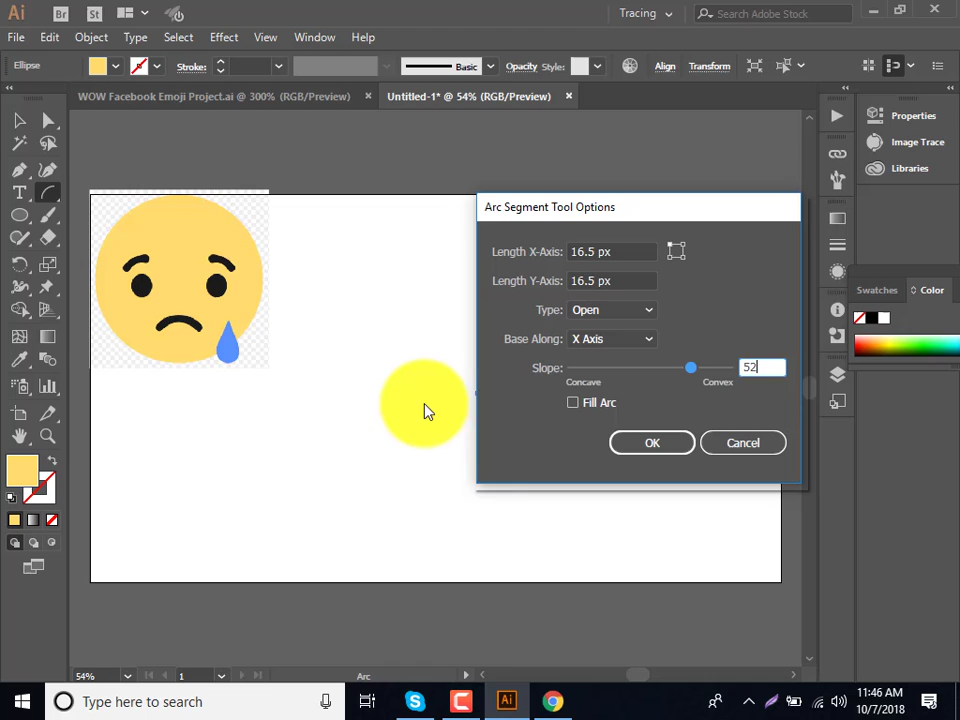 Ai Br St Tracing Search Adobe Stock
File Edit Object Type Select Effect View Window Help
Ellipse Stroke: Basic Opacity Style: Align Transform
WOW Facebook Emoji Project.ai @ 300% (RGB/Preview) × Untitled-1* @ 54% (RGB/Preview) ×
Properties
Image Trace
Libraries
Arc Segment Tool Options
Length X-Axis: 16.5 px
Length Y-Axis: 16.5 px
Type: Open
Base Along: X Axis
Slope: 52
Concave Convex
Fill Arc
OK Cancel
Swatches Color
54% 1 Arc
Type here to search
11:46 AM
10/7/2018